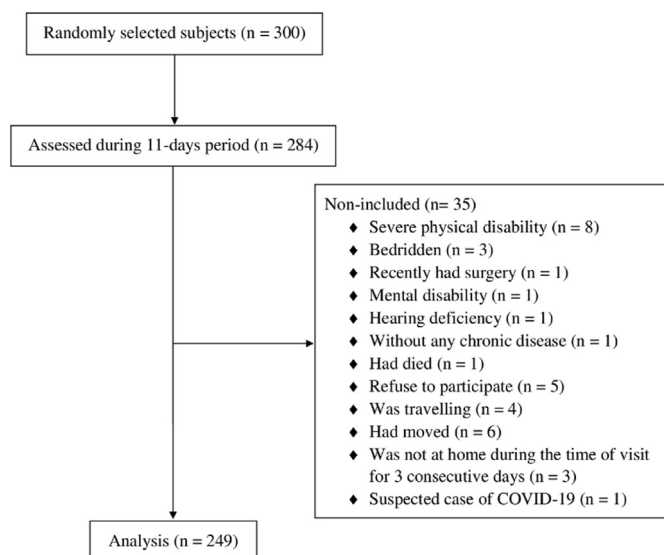 Randomly selected subjects (n = 300)
Assessed during 11-days period (n = 284)
Non-included (n= 35)
♦ Severe physical disability (n = 8)
♦ Bedridden (n = 3)
♦ Recently had surgery (n = 1)
♦ Mental disability (n = 1)
♦ Hearing deficiency (n = 1)
♦ Without any chronic disease (n = 1)
♦ Had died (n = 1)
♦ Refuse to participate (n = 5)
♦ Was travelling (n = 4)
♦ Had moved (n = 6)
♦ Was not at home during the time of visit
for 3 consecutive days (n = 3)
♦ Suspected case of COVID-19 (n = 1)
Analysis (n = 249)